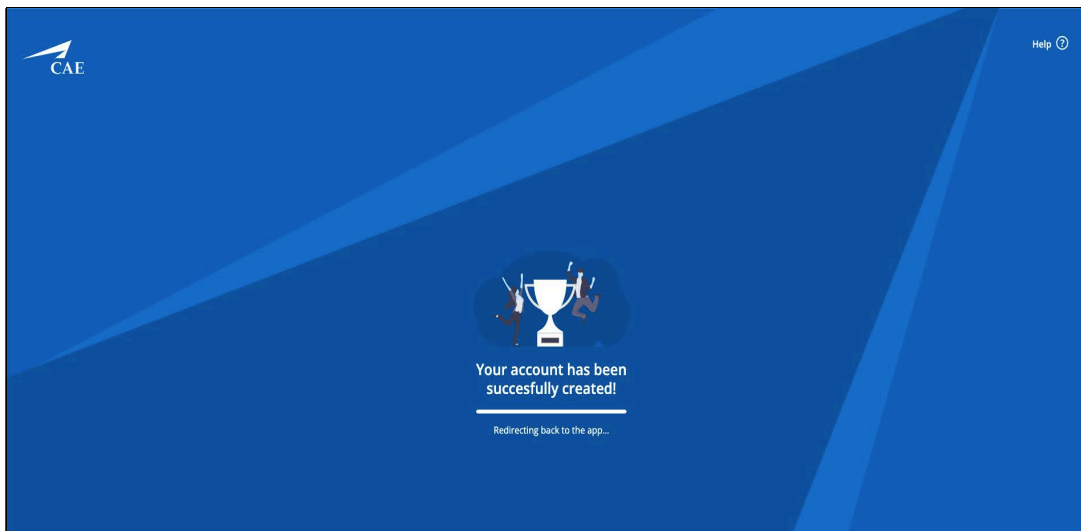 CAE
Help ?
Your account has been
succesfully created!
Redirecting back to the app...